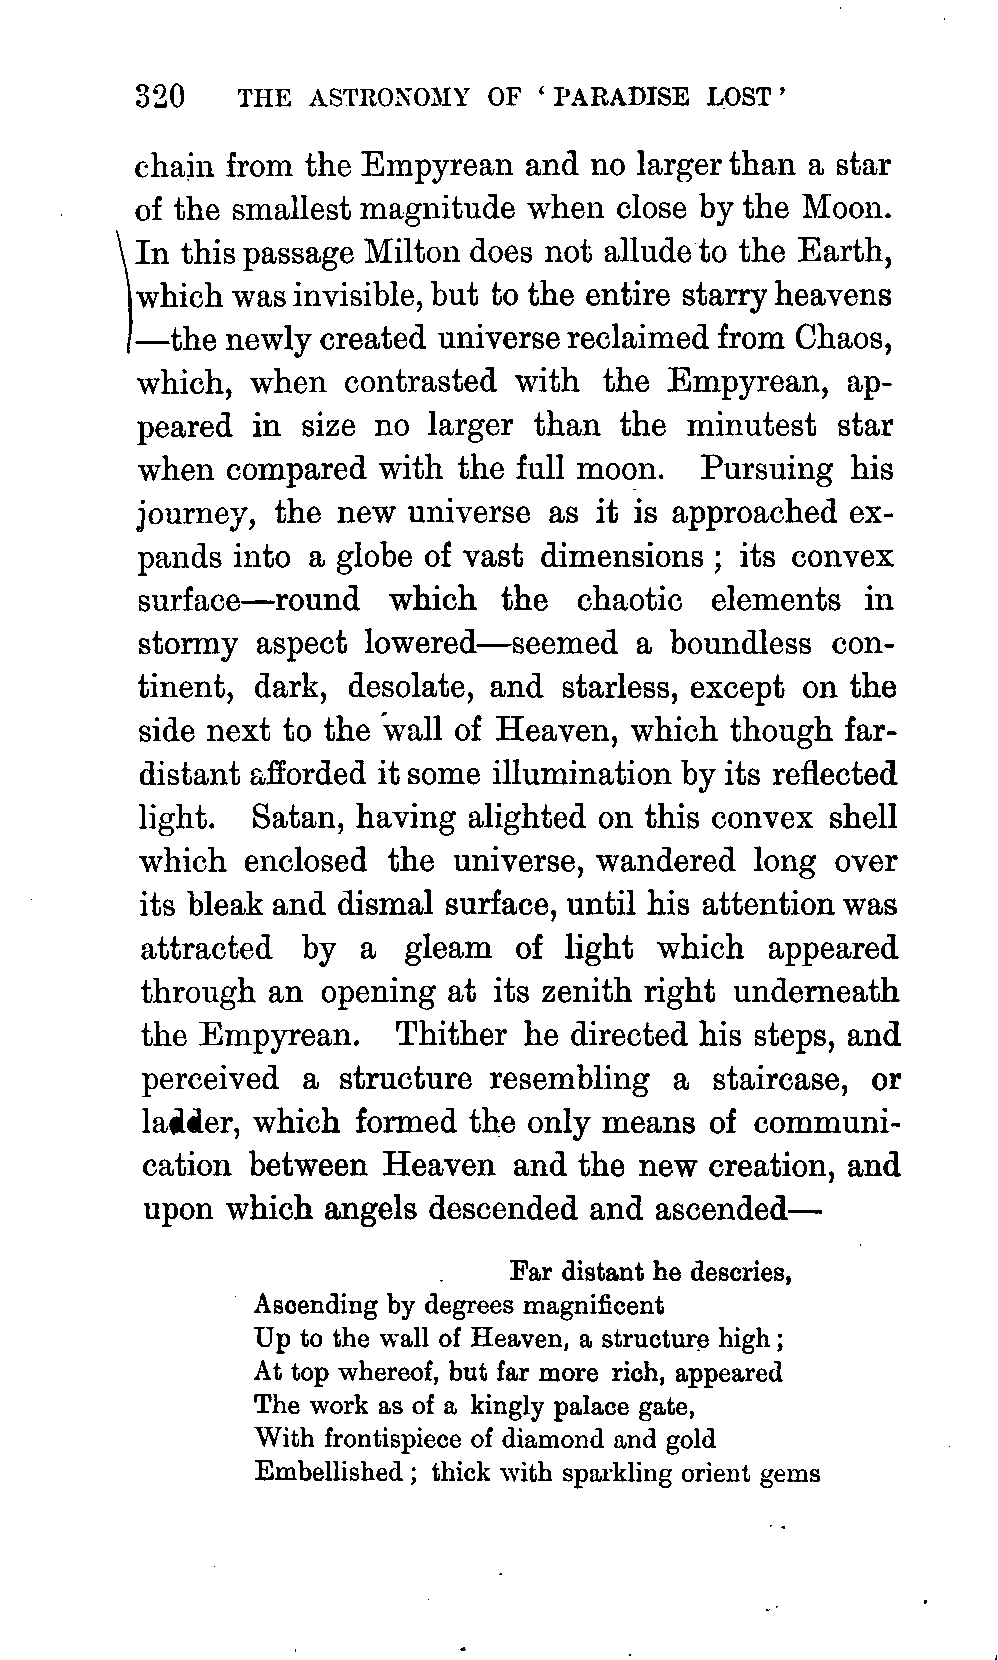 320 THE ASTRONOMY OF ‘ PARADISE LOST ’
chain from the Empyrean and no larger than a star
of the smallest magnitude when close by the Moon.
In this passage Milton does not allude to the Earth,
which was invisible, but to the entire starry heavens
—the newly created universe reclaimed from Chaos,
which, when contrasted with the Empyrean, ap-
peared in size no larger than the minutest star
when compared with the full moon. Pursuing his
journey, the new universe as it is approached ex-
pands into a globe of vast dimensions ; its convex
surface—round which the chaotic elements in
stormy aspect lowered—seemed a boundless con-
tinent, dark, desolate, and starless, except on the
side next to the wall of Heaven, which though far-
distant afforded it some illumination by its reflected
light. Satan, having alighted on this convex shell
which enclosed the universe, wandered long over
its bleak and dismal surface, until his attention was
attracted by a gleam of light which appeared
through an opening at its zenith right underneath
the Empyrean. Thither he directed his steps, and
perceived a structure resembling a staircase, or
ladder, which formed the only means of communi-
cation between Heaven and the new creation, and
upon which angels descended and ascended—
Far distant he descries,
Ascending by degrees magnificent
Up to the wall of Heaven, a structure high ;
At top whereof, but far more rich, appeared
The work as of a kingly palace gate,
With frontispiece of diamond and gold
Embellished ; thick with sparkling orient gems